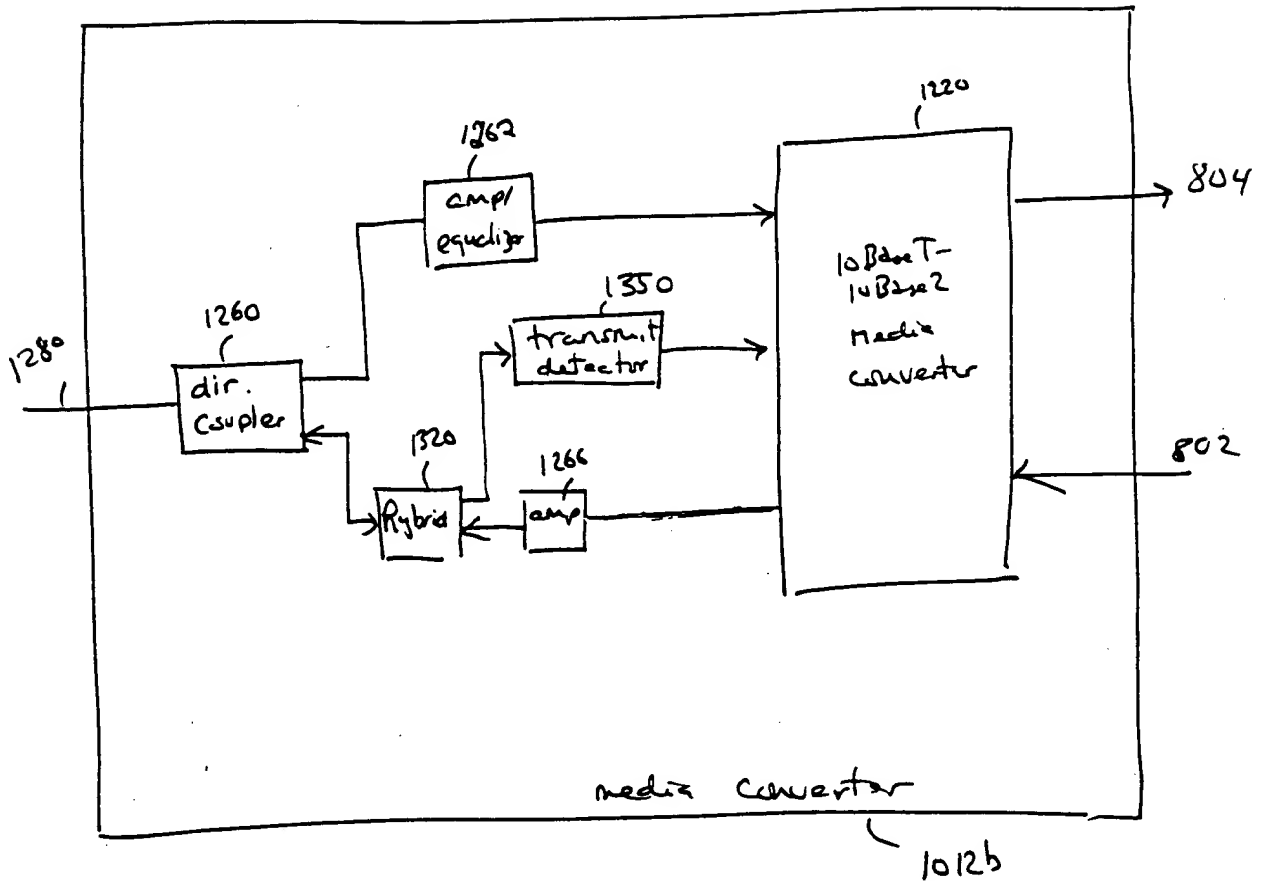 1220
1262
amp/
equalizer
804
10BaseT-
10Base2
Media
Converter
1350
transmit
detector
1260
1280
dir.
Coupler
1320
Hybrid
1266
amp
802
media converter
1012b